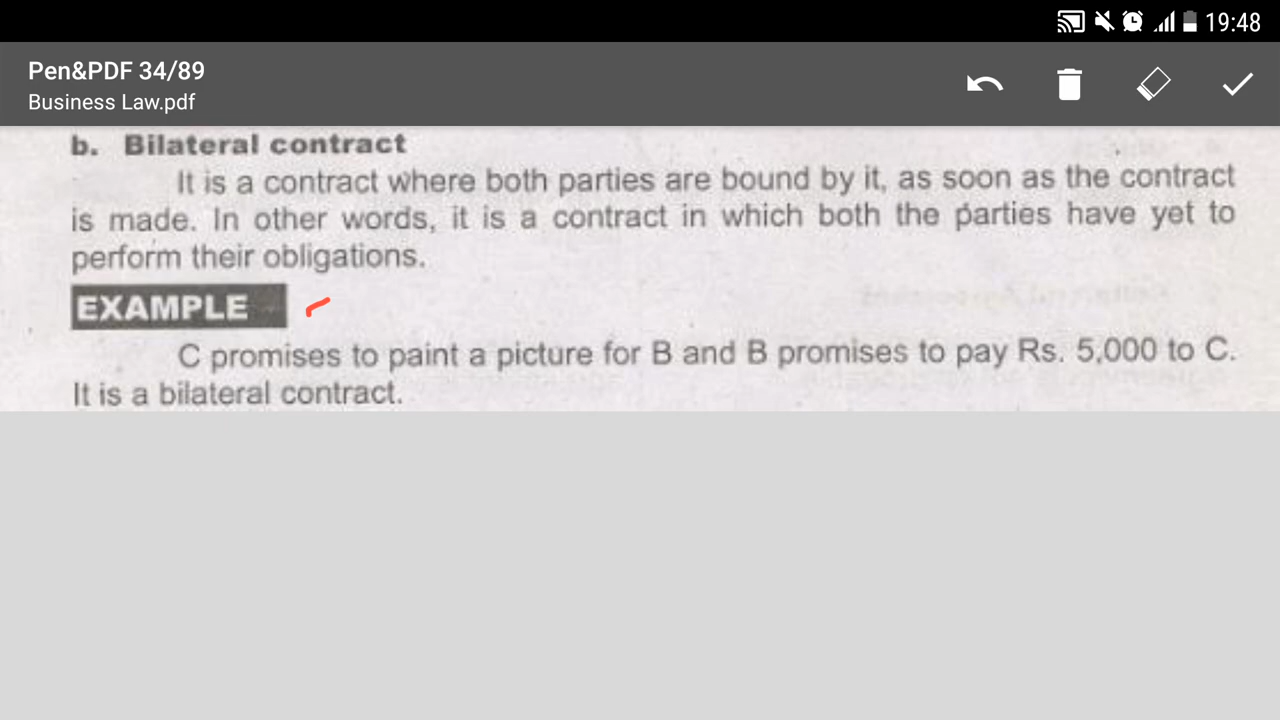 19:48
Pen&PDF 34/89
Business Law.pdf
b. Bilateral contract
It is a contract where both parties are bound by it, as soon as the contract
is made. In other words, it is a contract in which both the parties have yet to
perform their obligations.
EXAMPLE
C promises to paint a picture for B and B promises to pay Rs. 5,000 to C.
It is a bilateral contract.